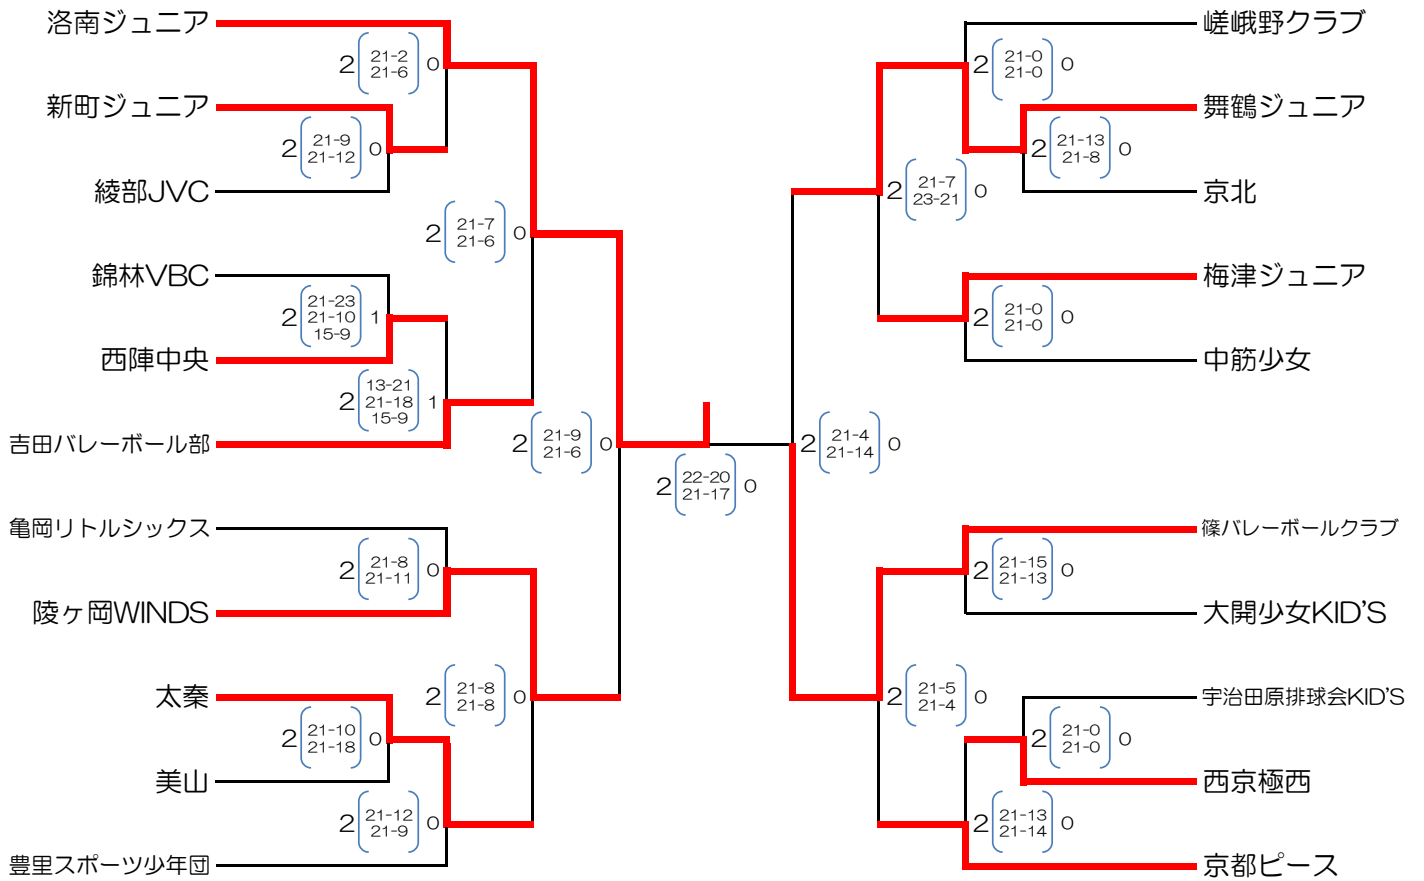 洛南ジュニア
2 21-2 0
21-6
新町ジュニア
2 21-9 0
21-12
綾部JVC
2 21-7 0
21-6
錦林VBC
2 21-23 1
21-10
15-9
西陣中央
2 13-21 1
21-18
15-9
吉田バレーボール部
2 21-9 0
21-6
亀岡リトルシックス
2 21-8 0
21-11
陵ヶ岡WINDS
太秦
2 21-8 0
21-8
2 21-10 0
21-18
美山
2 21-12 0
21-9
豊里スポーツ少年団
2 22-20 0
21-17
嵯峨野クラブ
2 21-0 0
21-0
舞鶴ジュニア
2 21-13 0
21-8
京北
2 21-7 0
23-21
梅津ジュニア
2 21-0 0
21-0
中筋少女
2 21-4 0
21-14
篠バレーボールクラブ
2 21-15 0
21-13
大開少女KID'S
宇治田原排球会KID'S
2 21-5 0
21-4
2 21-0 0
21-0
西京極西
2 21-13 0
21-14
京都ピース